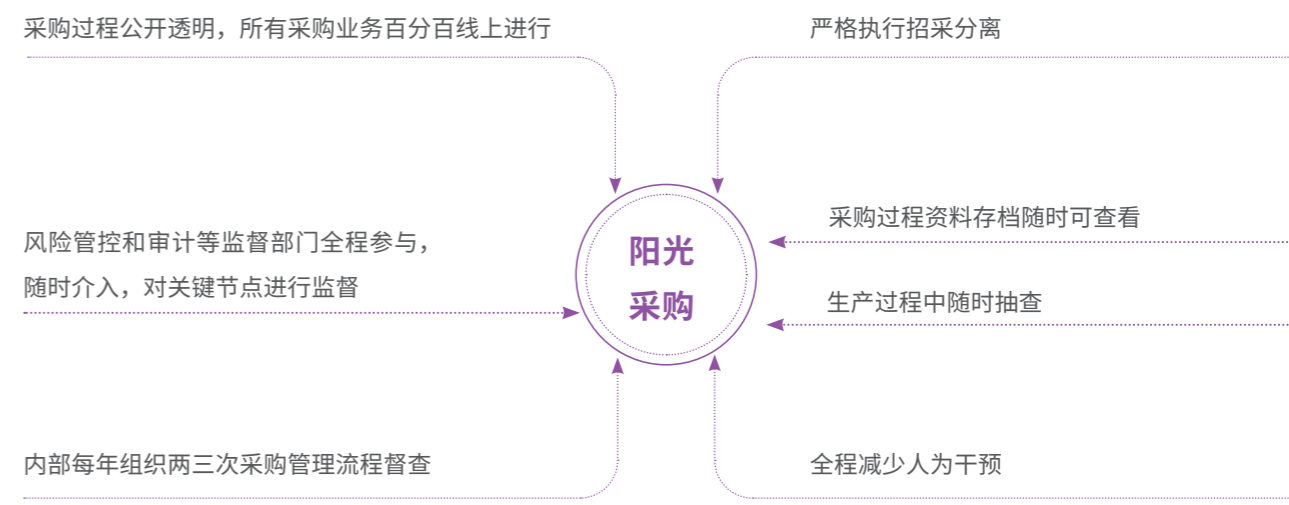 采购过程公开透明，所有采购业务百分百线上进行
严格执行招采分离
风险管控和审计等监督部门全程参与，
随时介入，对关键节点进行监督
阳光
采购
采购过程资料存档随时可查看
生产过程中随时抽查
内部每年组织两三次采购管理流程督查
全程减少人为干预